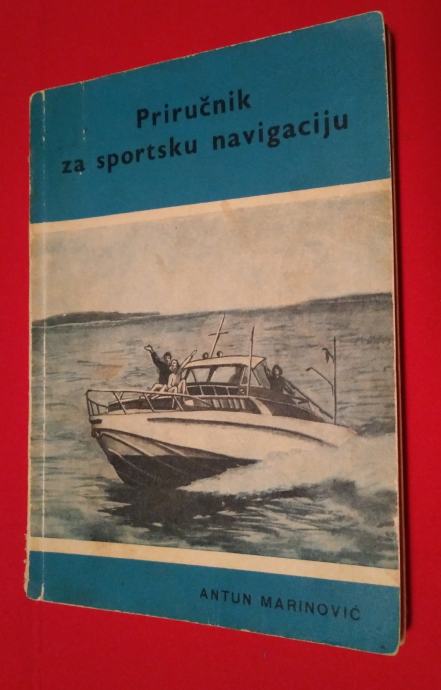 Priručnik
za sportsku navigaciju
ANTUN MARINOVIĆ